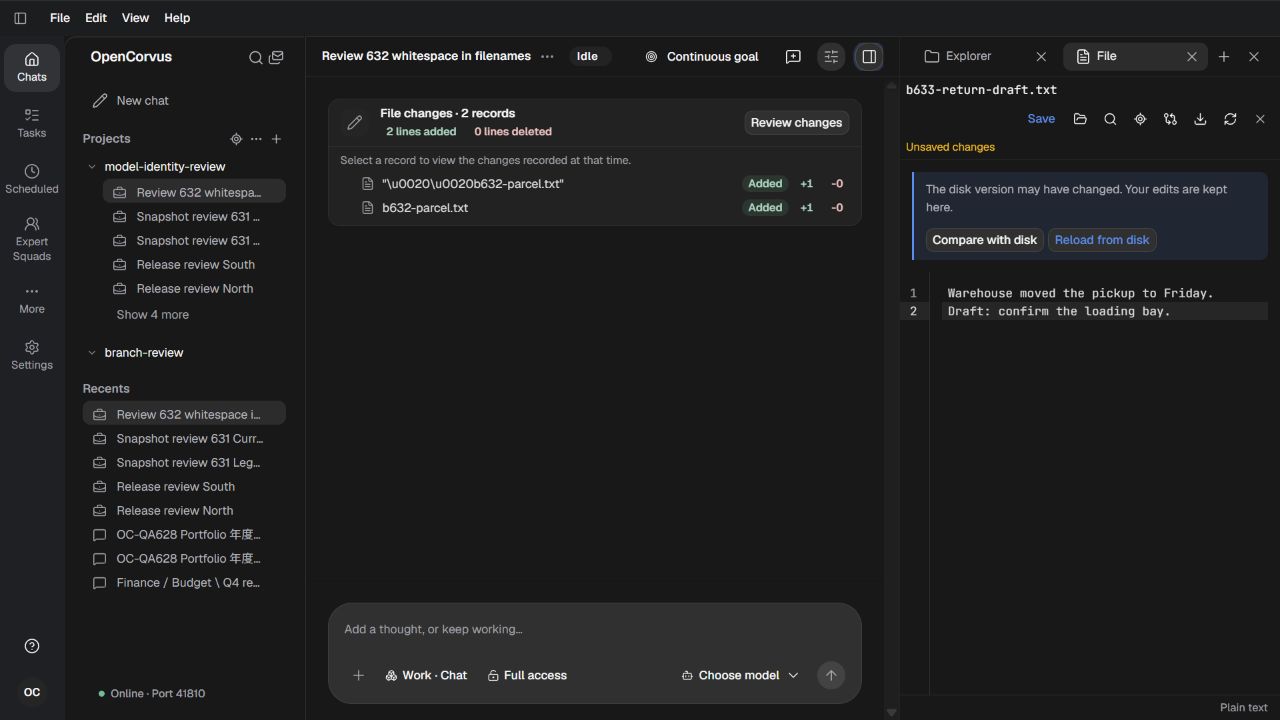 File Edit View Help
Chats
Tasks
Scheduled
Expert
Squads
More
Settings
OC
OpenCorvus
New chat
Projects
model-identity-review
Review 632 whitespa...
Snapshot review 631 ...
Snapshot review 631 ...
Release review South
Release review North
Show 4 more
branch-review
Recents
Review 632 whitespace i...
Snapshot review 631 Curr...
Snapshot review 631 Leg...
Release review South
Release review North
OC-QA628 Portfolio 年度...
OC-QA628 Portfolio 年度...
Finance / Budget \ Q4 re...
Online · Port 41810
Review 632 whitespace in filenames ··· Idle Continuous goal
File changes · 2 records
2 lines added 0 lines deleted
Review changes
Select a record to view the changes recorded at that time.
"\u0020\u0020b632-parcel.txt" Added +1 -0
b632-parcel.txt Added +1 -0
Add a thought, or keep working...
Work · Chat Full access Choose model
Explorer File
b633-return-draft.txt
Save
Unsaved changes
The disk version may have changed. Your edits are kept
here.
Compare with disk Reload from disk
1 Warehouse moved the pickup to Friday.
2 Draft: confirm the loading bay.
Plain text